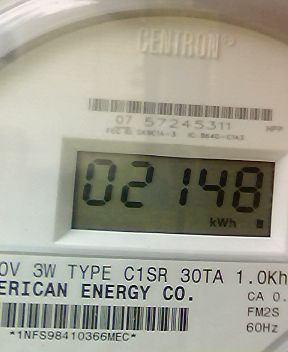 CENTRON®
07 57245311
02148
kWh
0V 3W TYPE C1SR 30TA 1.0Kh
ERICAN ENERGY CO.
CA 0.
FM2S
*1NFS98410366MEC*
60Hz